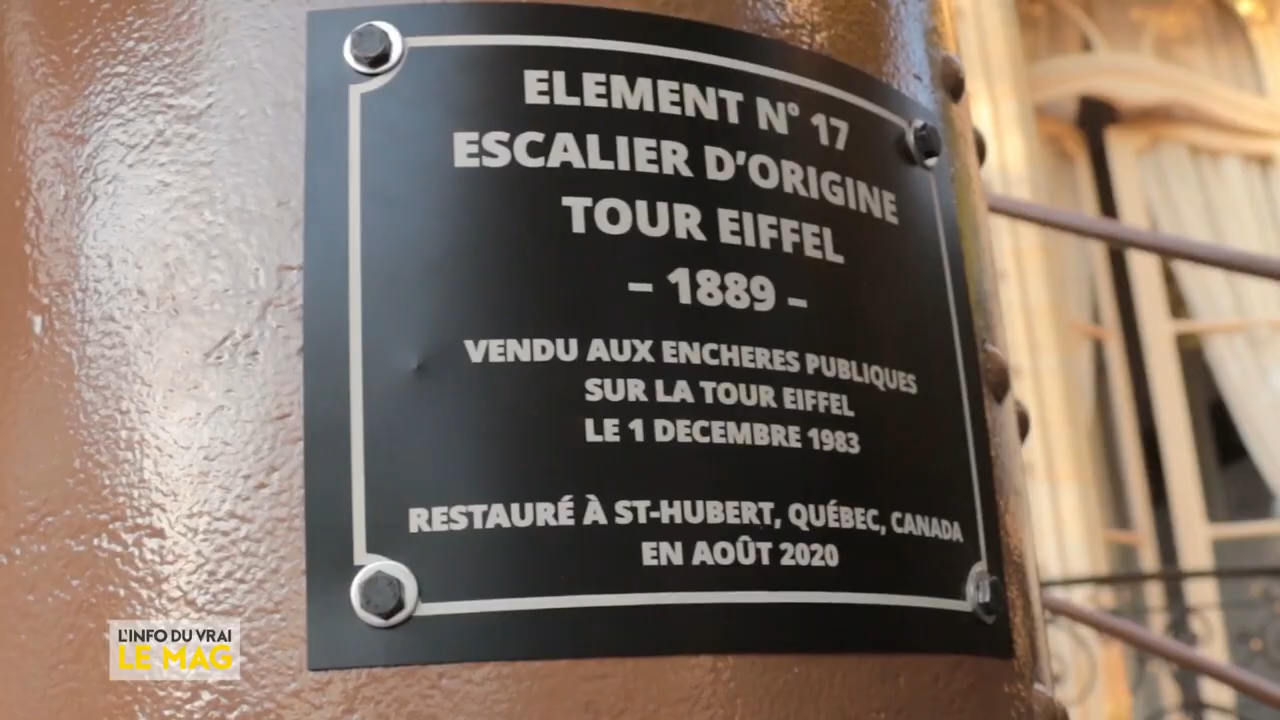 ELEMENT N° 17
ESCALIER D'ORIGINE
TOUR EIFFEL
– 1889 –
VENDU AUX ENCHERES PUBLIQUES
SUR LA TOUR EIFFEL
LE 1 DECEMBRE 1983
RESTAURÉ À ST-HUBERT, QUÉBEC, CANADA
EN AOÛT 2020
L'INFO DU VRAI
LE MAG